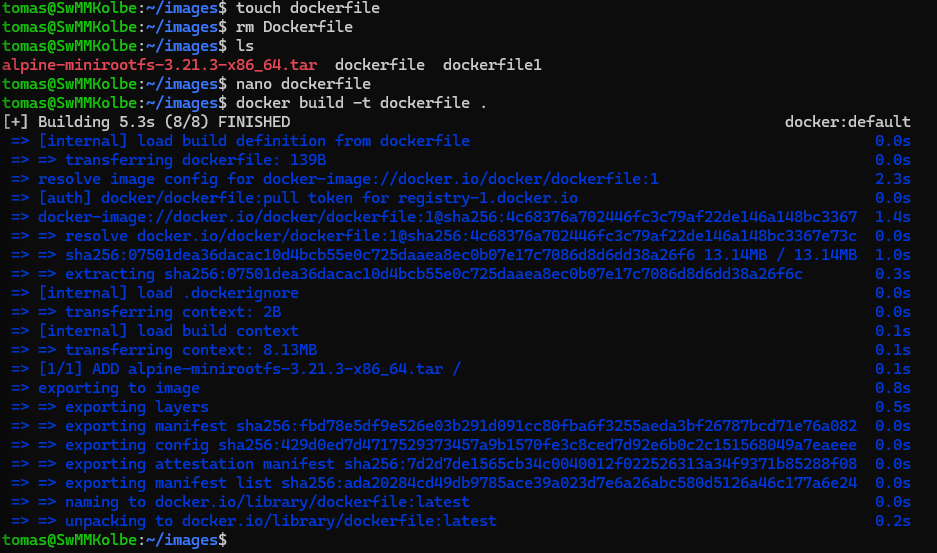 tomas@SwMMKolbe:~/images$ touch dockerfile
tomas@SwMMKolbe:~/images$ rm Dockerfile
tomas@SwMMKolbe:~/images$ ls
alpine-minirootfs-3.21.3-x86_64.tar  dockerfile  dockerfile1
tomas@SwMMKolbe:~/images$ nano dockerfile
tomas@SwMMKolbe:~/images$ docker build -t dockerfile .
[+] Building 5.3s (8/8) FINISHED docker:default
=> [internal] load build definition from dockerfile 0.0s
=> => transferring dockerfile: 139B 0.0s
=> resolve image config for docker-image://docker.io/docker/dockerfile:1 2.3s
=> [auth] docker/dockerfile:pull token for registry-1.docker.io 0.0s
=> docker-image://docker.io/docker/dockerfile:1@sha256:4c68376a702446fc3c79af22de146a148bc3367 1.4s
=> => resolve docker.io/docker/dockerfile:1@sha256:4c68376a702446fc3c79af22de146a148bc3367e73c 0.0s
=> => sha256:07501dea36dacac10d4bcb55e0c725daaea8ec0b07e17c7086d8d6dd38a26f6 13.14MB / 13.14MB 1.0s
=> => extracting sha256:07501dea36dacac10d4bcb55e0c725daaea8ec0b07e17c7086d8d6dd38a26f6c 0.3s
=> [internal] load .dockerignore 0.0s
=> => transferring context: 2B 0.0s
=> [internal] load build context 0.1s
=> => transferring context: 8.13MB 0.1s
=> [1/1] ADD alpine-minirootfs-3.21.3-x86_64.tar / 0.1s
=> exporting to image 0.8s
=> => exporting layers 0.5s
=> => exporting manifest sha256:fbd78e5df9e526e03b291d091cc80fba6f3255aeda3bf26787bcd71e76a082 0.0s
=> => exporting config sha256:429d0ed7d4717529373457a9b1570fe3c8ced7d92e6b0c2c151568049a7eaeee 0.0s
=> => exporting attestation manifest sha256:7d2d7de1565cb34c0040012f022526313a34f9371b85288f08 0.0s
=> => exporting manifest list sha256:ada20284cd49db9785ace39a023d7e6a26abc580d5126a46c177a6e24 0.0s
=> => naming to docker.io/library/dockerfile:latest 0.0s
=> => unpacking to docker.io/library/dockerfile:latest 0.2s
tomas@SwMMKolbe:~/images$